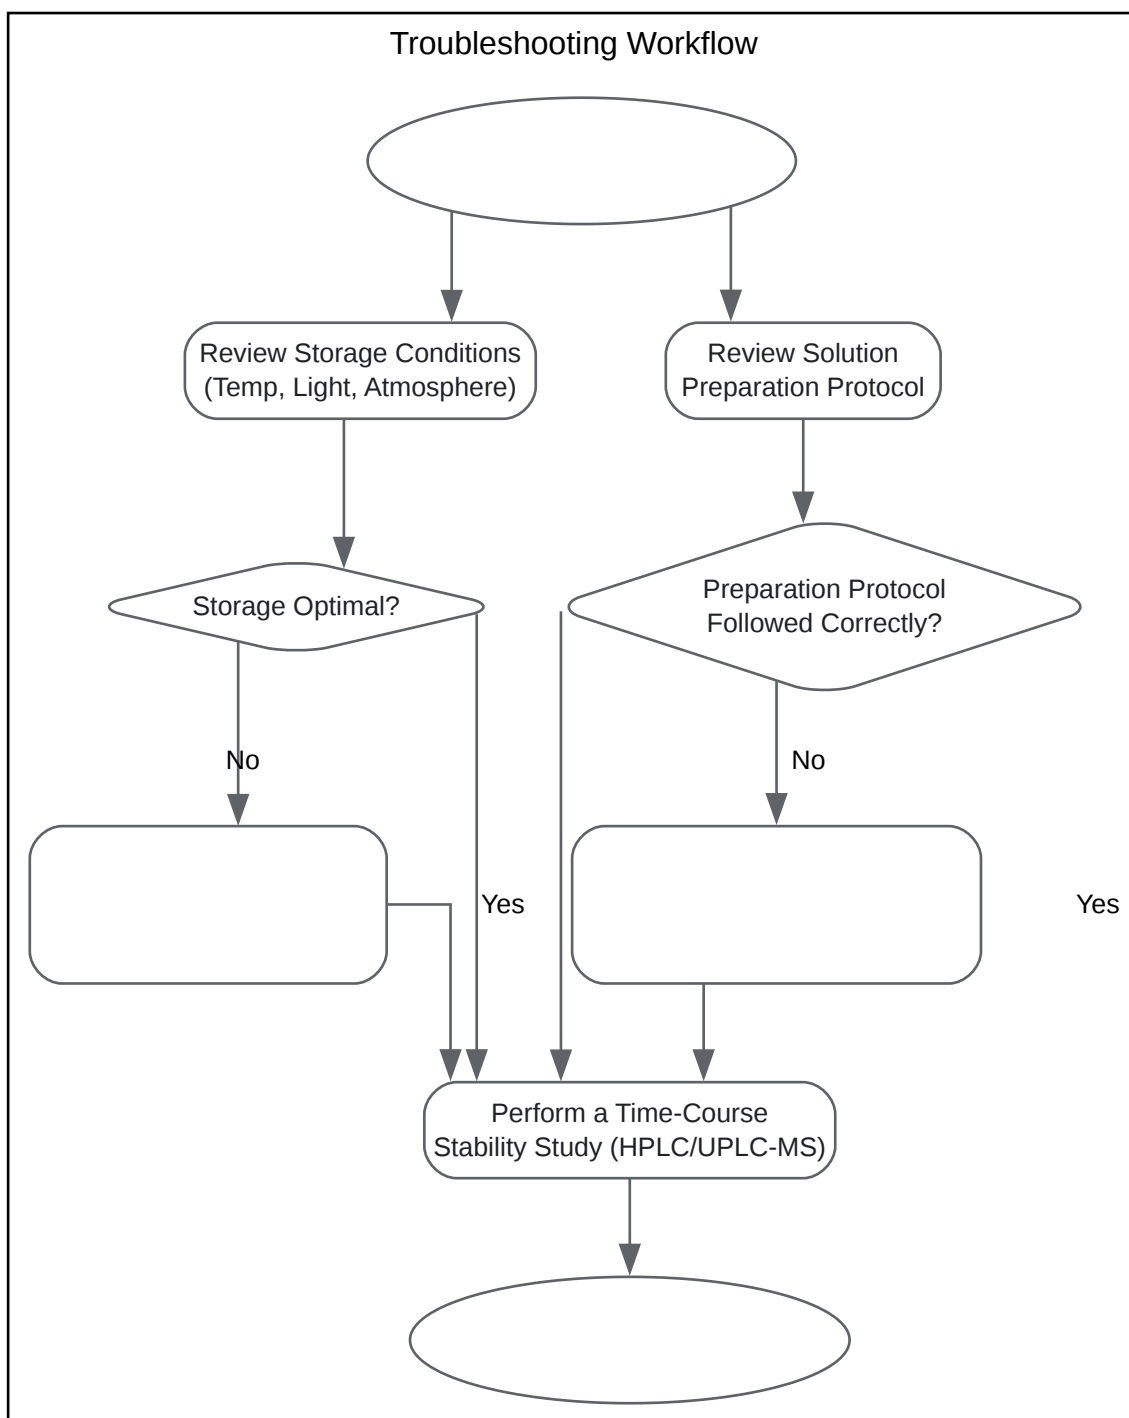 Troubleshooting Workflow
Review Storage Conditions
(Temp, Light, Atmosphere)
Review Solution
Preparation Protocol
Storage Optimal?
Preparation Protocol
Followed Correctly?
No
No
Yes
Yes
Perform a Time-Course
Stability Study (HPLC/UPLC-MS)